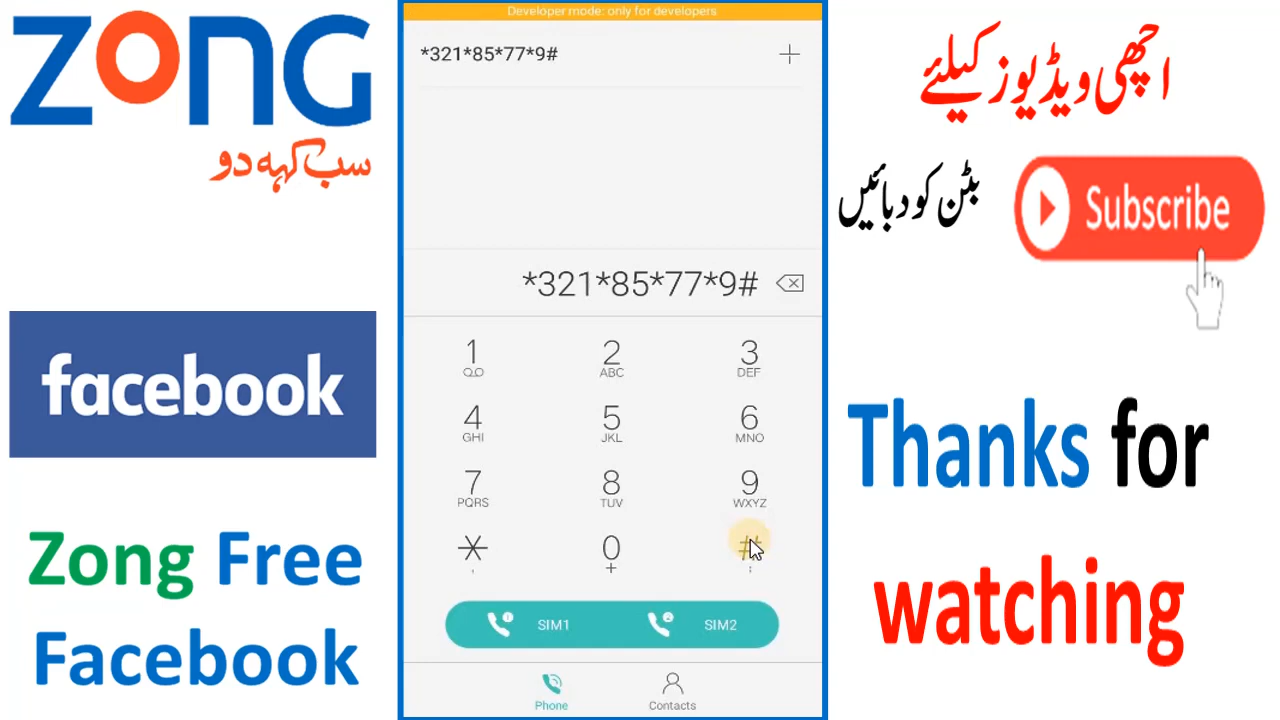 ZONG
سب کہہ دو
facebook
Zong Free
Facebook
Developer mode: only for developers
*321*85*77*9#
*321*85*77*9#
1
2
ABC
3
DEF
4
GHI
5
JKL
6
MNO
7
PQRS
8
TUV
9
WXYZ
*
,
0
+
#
;
SIM1
SIM2
Phone
Contacts
اچھی ویڈیوز کیلئے
بٹن کو دبائیں
Subscribe
Thanks for
watching